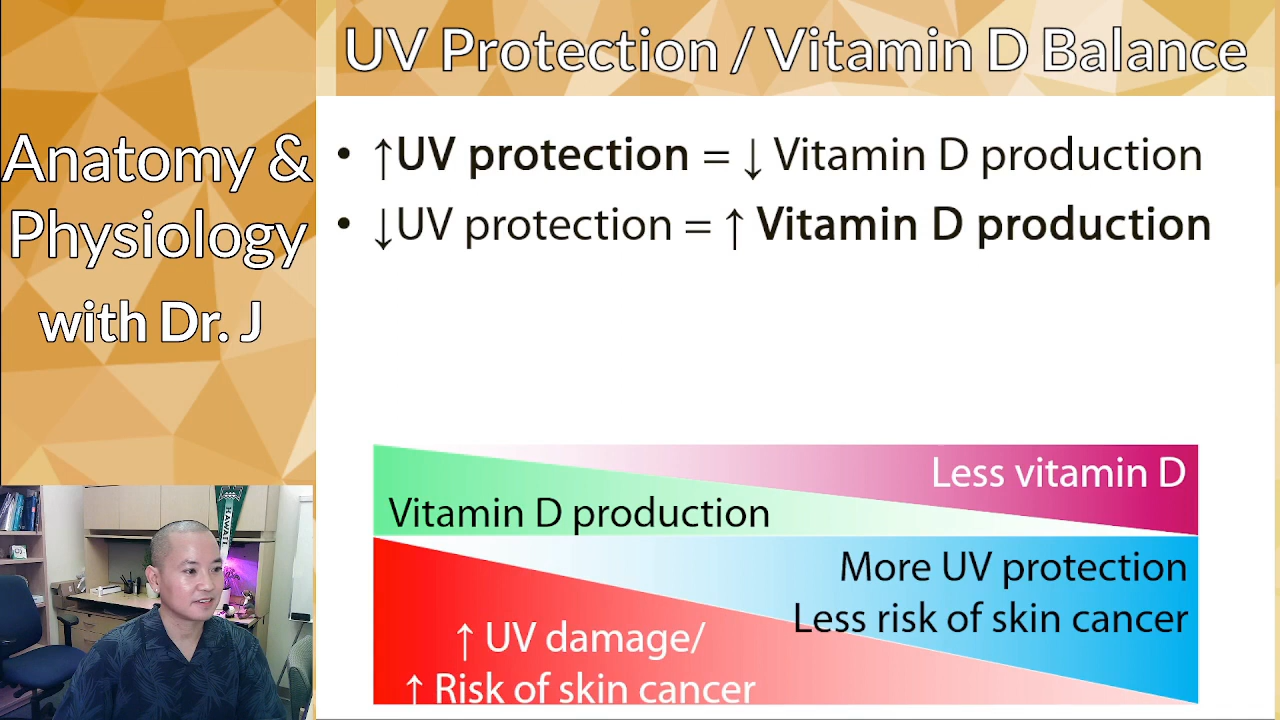 UV Protection / Vitamin D Balance
Anatomy &
Physiology
with Dr. J
• ↑UV protection = ↓ Vitamin D production
• ↓UV protection = ↑ Vitamin D production
Less vitamin D
Vitamin D production
More UV protection
Less risk of skin cancer
↑ UV damage/
↑ Risk of skin cancer
HAWAII